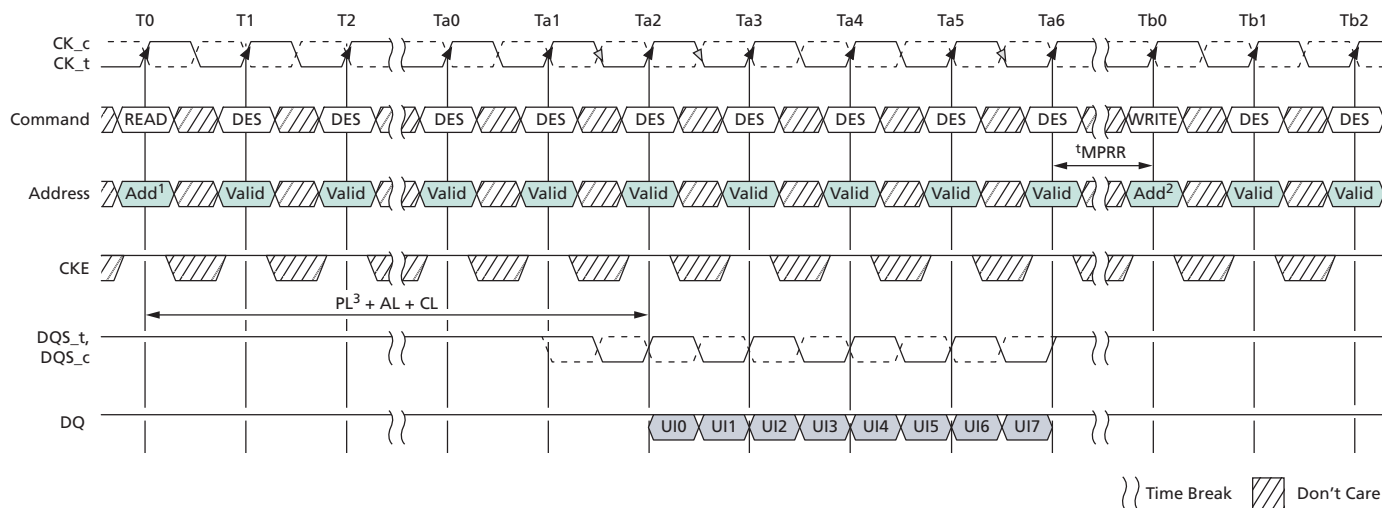 T0 T1 T2 Ta0 Ta1 Ta2 Ta3 Ta4 Ta5 Ta6 Tb0 Tb1 Tb2
CK_c
CK_t
Command READ DES DES DES DES DES DES DES DES DES WRITE DES DES
tMPRR
Address Add1 Valid Valid Valid Valid Valid Valid Valid Valid Valid Add2 Valid Valid
CKE
PL3 + AL + CL
DQS_t,
DQS_c
DQ UI0 UI1 UI2 UI3 UI4 UI5 UI6 UI7
Time Break Don't Care